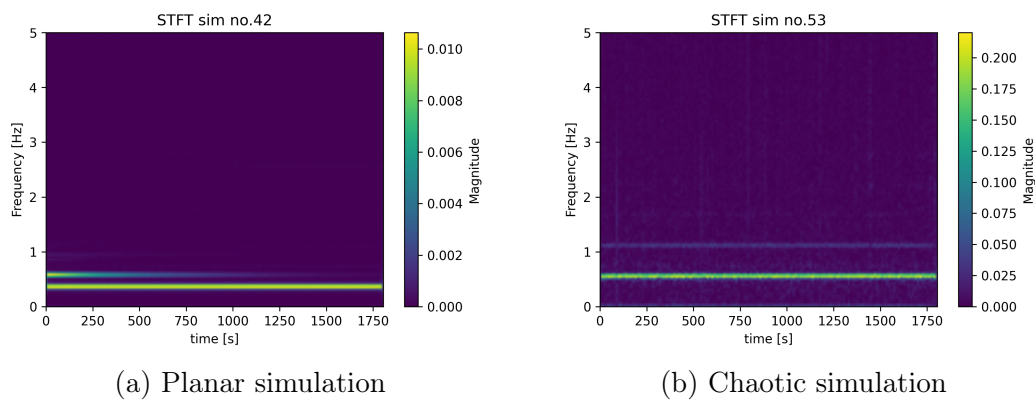 STFT sim no.42
5
4
3
2
1
0
Frequency [Hz]
0 250 500 750 1000 1250 1500 1750
time [s]
0.010
0.008
0.006
0.004
0.002
0.000
Magnitude
(a) Planar simulation
STFT sim no.53
5
4
3
2
1
0
Frequency [Hz]
0 250 500 750 1000 1250 1500 1750
time [s]
0.200
0.175
0.150
0.125
0.100
0.075
0.050
0.025
0.000
Magnitude
(b) Chaotic simulation